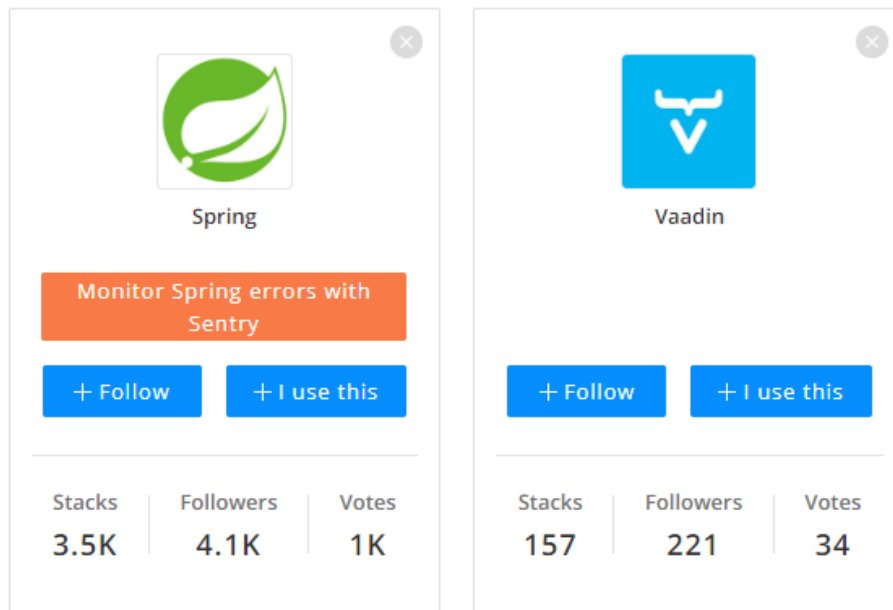 Spring
Monitor Spring errors with
Sentry
+ Follow
+ I use this
Stacks
Followers
Votes
3.5K
4.1K
1K
Vaadin
+ Follow
+ I use this
Stacks
Followers
Votes
157
221
34